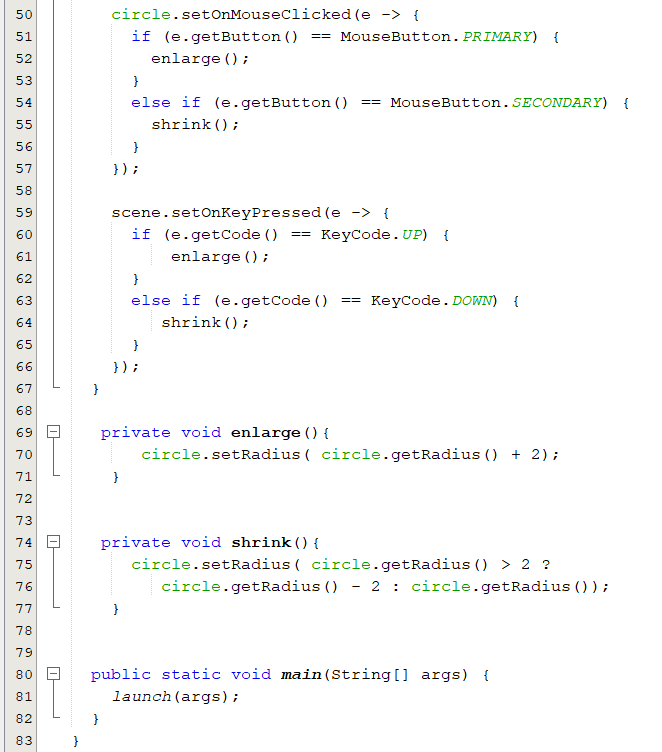 50 circle.setOnMouseClicked(e -> {
51 if (e.getButton() == MouseButton.PRIMARY) {
52 enlarge();
53 }
54 else if (e.getButton() == MouseButton.SECONDARY) {
55 shrink();
56 }
57 });
58
59 scene.setOnKeyPressed(e -> {
60 if (e.getCode() == KeyCode.UP) {
61 enlarge();
62 }
63 else if (e.getCode() == KeyCode.DOWN) {
64 shrink();
65 }
66 });
67 }
68
69 private void enlarge(){
70 circle.setRadius( circle.getRadius() + 2);
71 }
72
73
74 private void shrink(){
75 circle.setRadius( circle.getRadius() > 2 ?
76 circle.getRadius() - 2 : circle.getRadius());
77 }
78
79
80 public static void main(String[] args) {
81 launch(args);
82 }
83 }